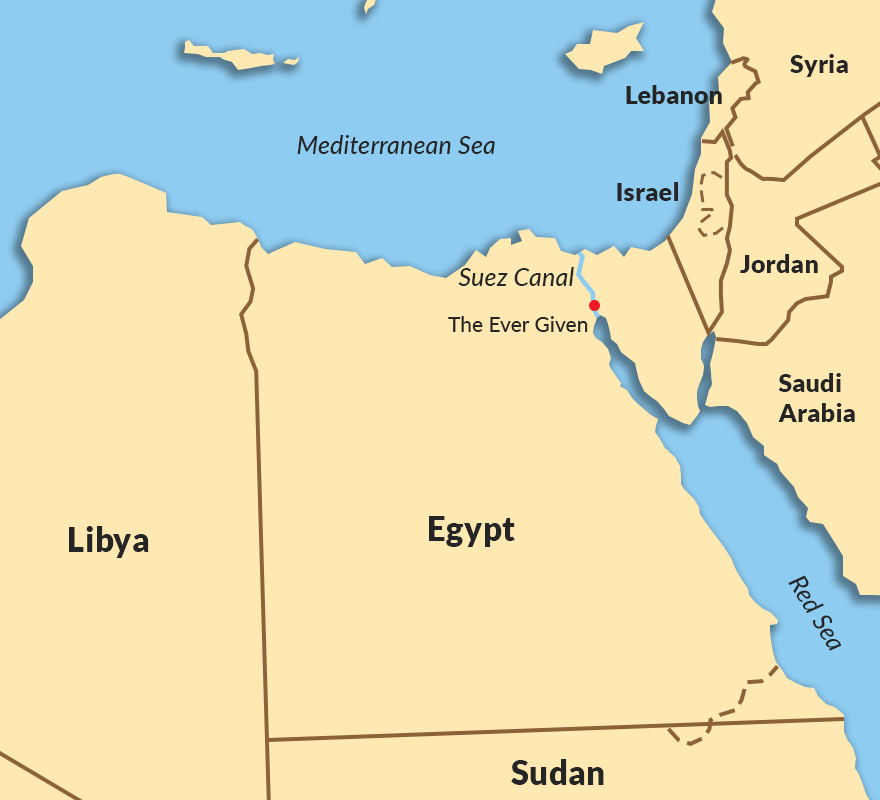 Syria
Lebanon
Mediterranean Sea
Israel
Jordan
Suez Canal
The Ever Given
Saudi
Arabia
Egypt
Libya
Red Sea
Sudan